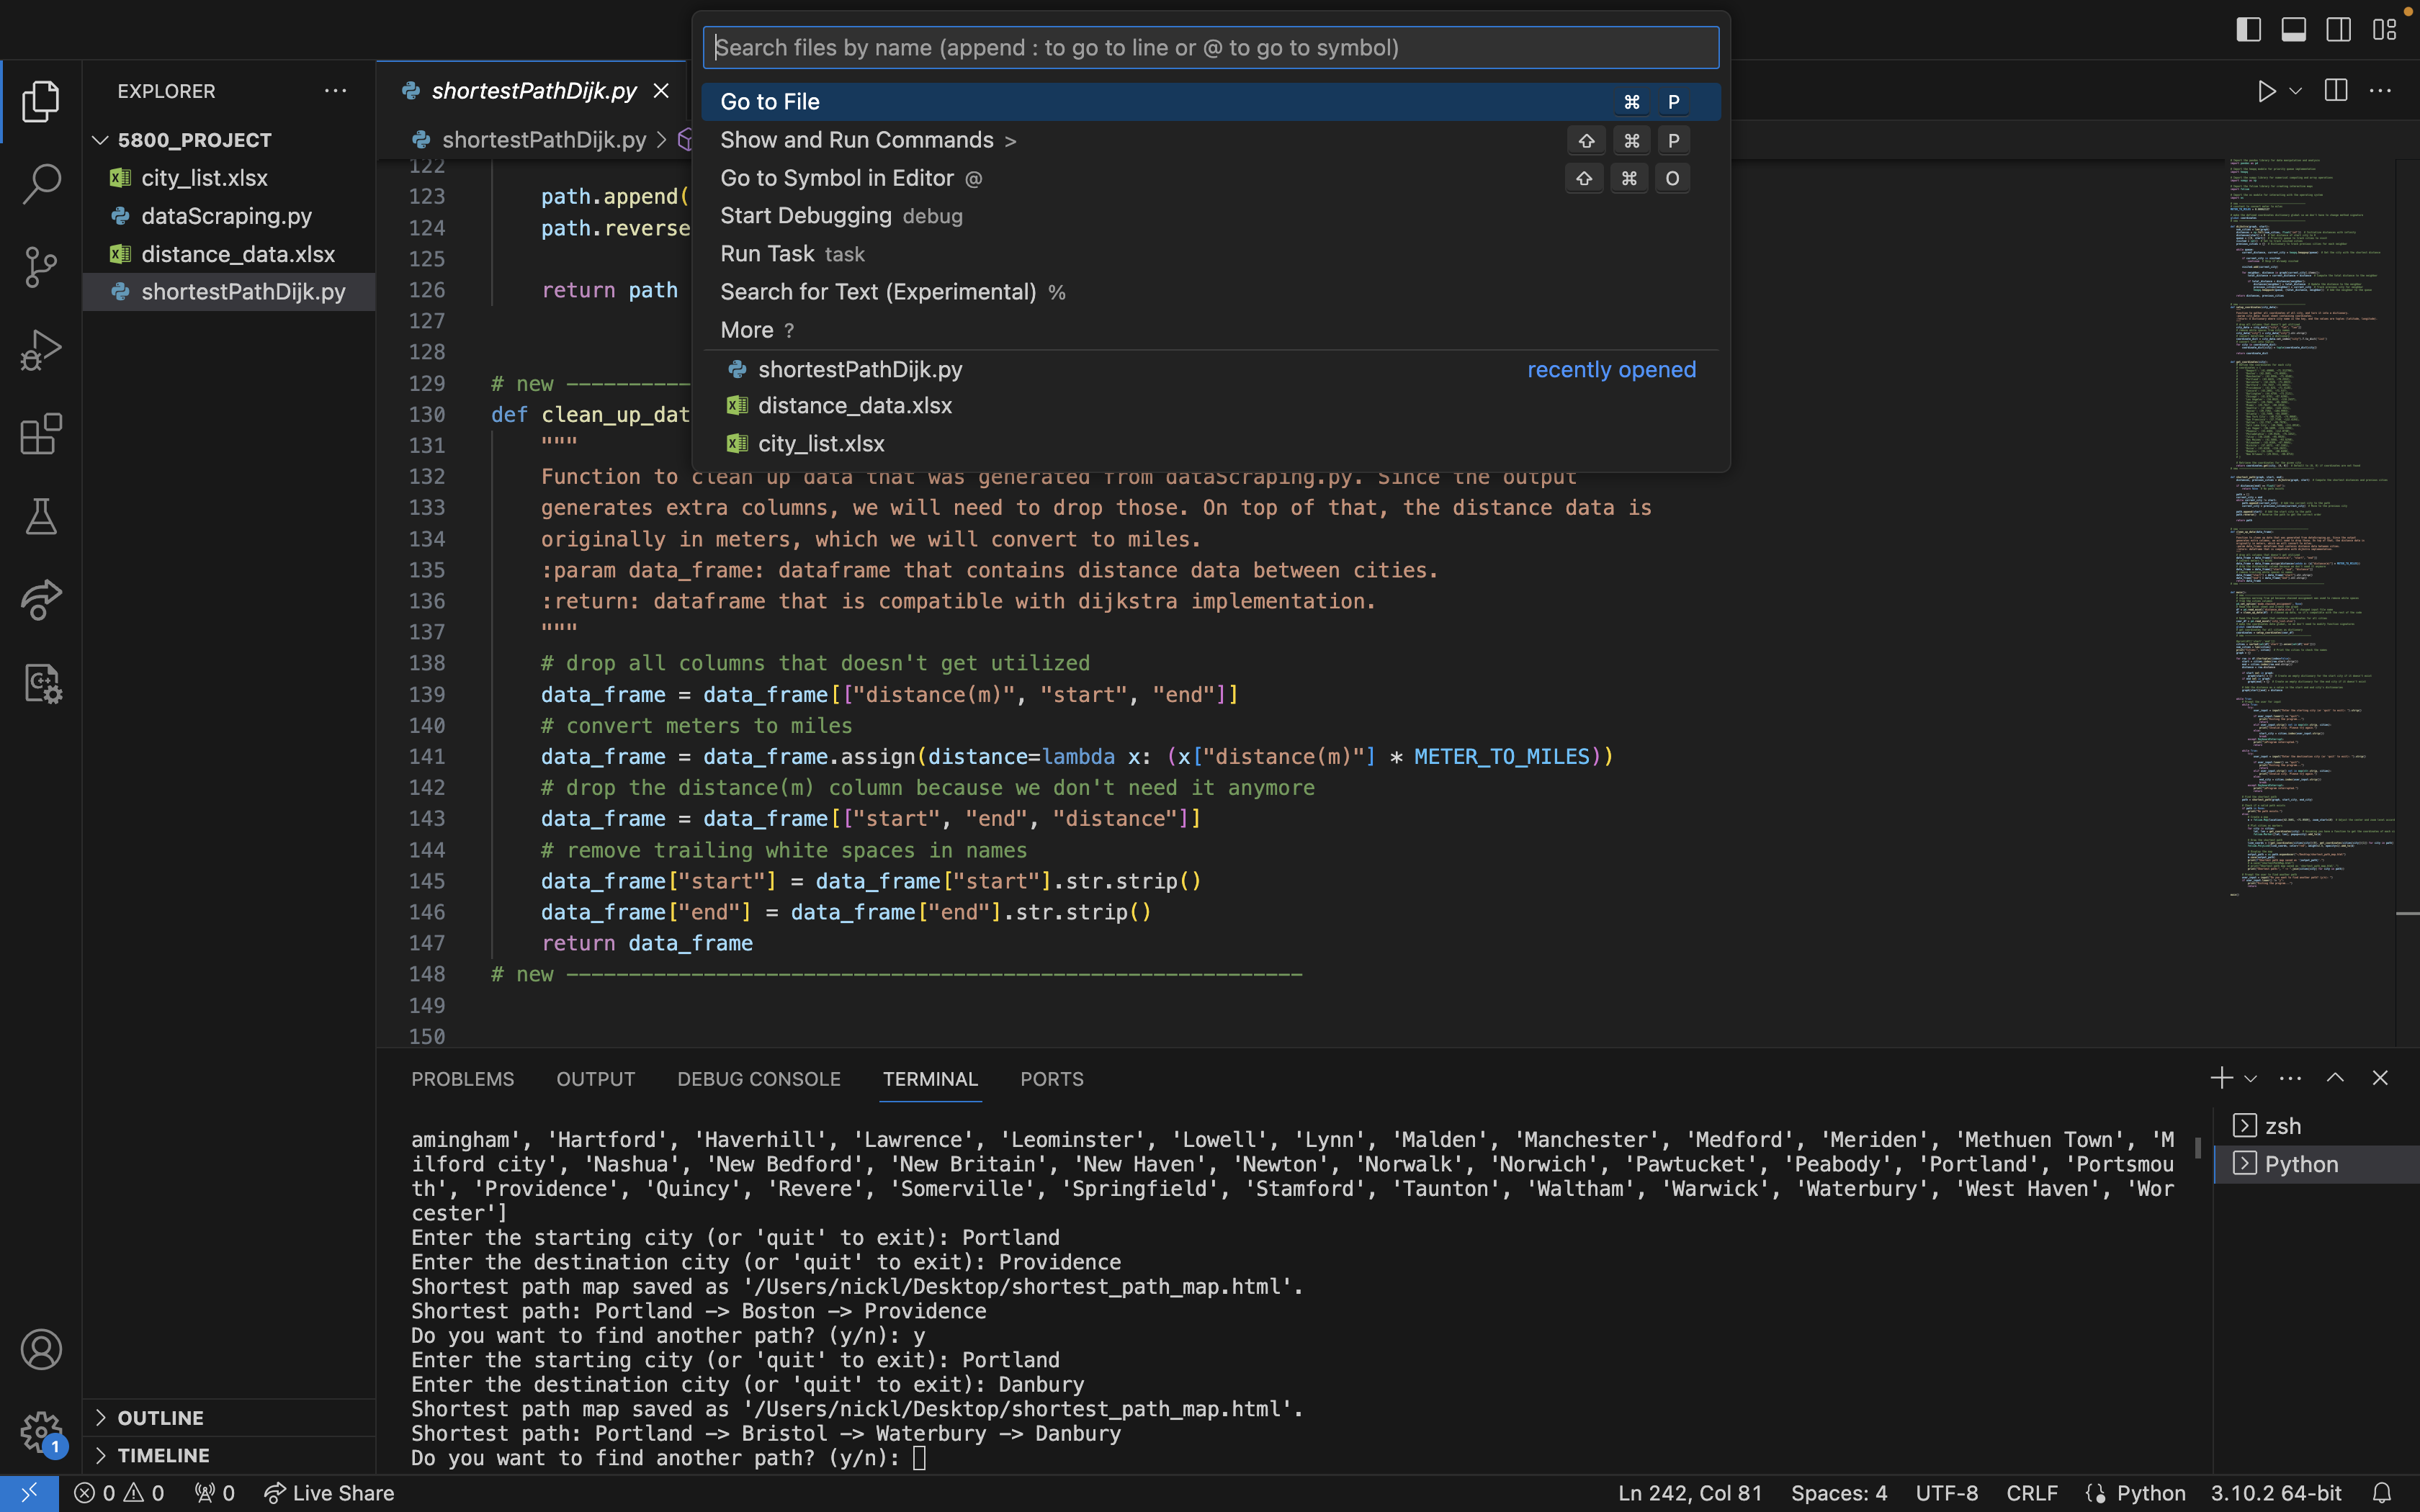 Search files by name (append : to go to line or @ to go to symbol)
Go to File ⌘ P
Show and Run Commands > ⇧ ⌘ P
Go to Symbol in Editor @ ⇧ ⌘ O
Start Debugging debug
Run Task task
Search for Text (Experimental) %
More ?
shortestPathDijk.py recently opened
distance_data.xlsx
city_list.xlsx
EXPLORER
5800_PROJECT
city_list.xlsx
dataScraping.py
distance_data.xlsx
shortestPathDijk.py
OUTLINE
TIMELINE
shortestPathDijk.py
shortestPathDijk.py >
122
123 path.append(
124 path.reverse
125
126 return path
127
128
129 # new -----------
130 def clean_up_dat
131 """
132 Function to clean up data that was generated from dataScraping.py. Since the output
133 generates extra columns, we will need to drop those. On top of that, the distance data is
134 originally in meters, which we will convert to miles.
135 :param data_frame: dataframe that contains distance data between cities.
136 :return: dataframe that is compatible with dijkstra implementation.
137 """
138 # drop all columns that doesn't get utilized
139 data_frame = data_frame[["distance(m)", "start", "end"]]
140 # convert meters to miles
141 data_frame = data_frame.assign(distance=lambda x: (x["distance(m)"] * METER_TO_MILES))
142 # drop the distance(m) column because we don't need it anymore
143 data_frame = data_frame[["start", "end", "distance"]]
144 # remove trailing white spaces in names
145 data_frame["start"] = data_frame["start"].str.strip()
146 data_frame["end"] = data_frame["end"].str.strip()
147 return data_frame
148 # new -----------------------------------------------------------
149
150
PROBLEMS OUTPUT DEBUG CONSOLE TERMINAL PORTS
amingham', 'Hartford', 'Haverhill', 'Lawrence', 'Leominster', 'Lowell', 'Lynn', 'Malden', 'Manchester', 'Medford', 'Meriden', 'Methuen Town', 'M
ilford city', 'Nashua', 'New Bedford', 'New Britain', 'New Haven', 'Newton', 'Norwalk', 'Norwich', 'Pawtucket', 'Peabody', 'Portland', 'Portsmou
th', 'Providence', 'Quincy', 'Revere', 'Somerville', 'Springfield', 'Stamford', 'Taunton', 'Waltham', 'Warwick', 'Waterbury', 'West Haven', 'Wor
cester']
Enter the starting city (or 'quit' to exit): Portland
Enter the destination city (or 'quit' to exit): Providence
Shortest path map saved as '/Users/nickl/Desktop/shortest_path_map.html'.
Shortest path: Portland -> Boston -> Providence
Do you want to find another path? (y/n): y
Enter the starting city (or 'quit' to exit): Portland
Enter the destination city (or 'quit' to exit): Danbury
Shortest path map saved as '/Users/nickl/Desktop/shortest_path_map.html'.
Shortest path: Portland -> Bristol -> Waterbury -> Danbury
Do you want to find another path? (y/n):
zsh
Python
1
0 0 0 Live Share Ln 242, Col 81 Spaces: 4 UTF-8 CRLF Python 3.10.2 64-bit